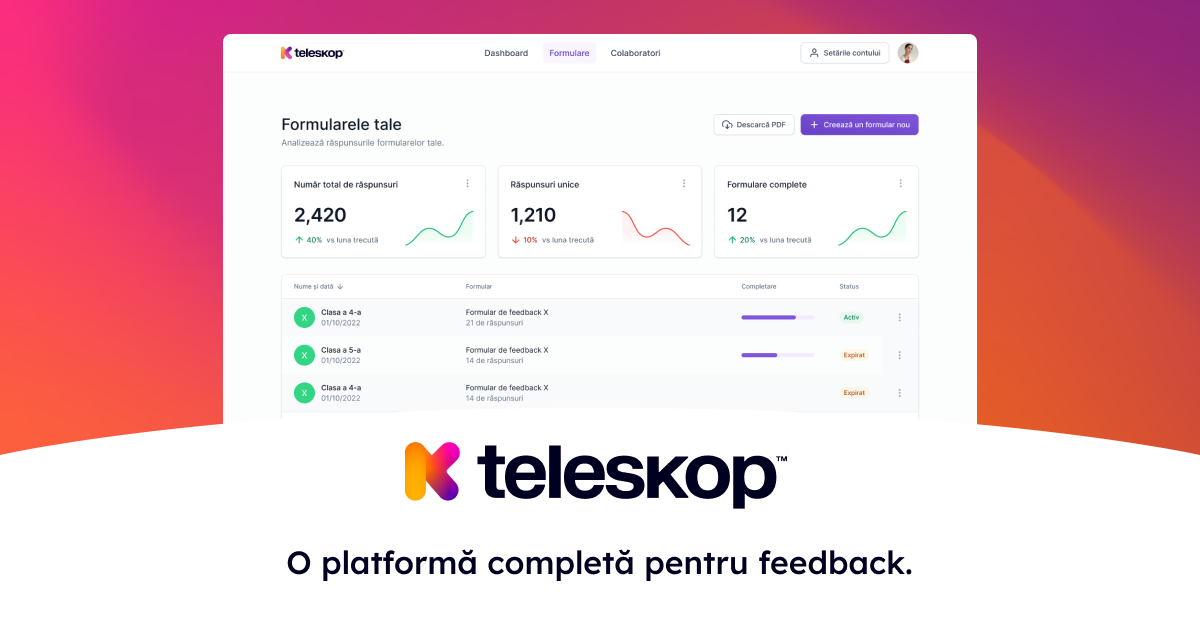 teleskop
Dashboard
Formulare
Colaboratori
Setările contului
Formularele tale
Analizează răspunsurile formularelor tale.
Descarcă PDF
Creează un formular nou
Număr total de răspunsuri
2,420
40% vs luna trecută
Răspunsuri unice
1,210
10% vs luna trecută
Formulare complete
12
20% vs luna trecută
Nume și dată
Formular
Completare
Status
X
Clasa a 4-a
01/10/2022
Formular de feedback X
21 de răspunsuri
Activ
X
Clasa a 5-a
01/10/2022
Formular de feedback X
14 de răspunsuri
Expirat
X
Clasa a 4-a
01/10/2022
Formular de feedback X
14 de răspunsuri
Expirat
teleskop™
O platformă completă pentru feedback.